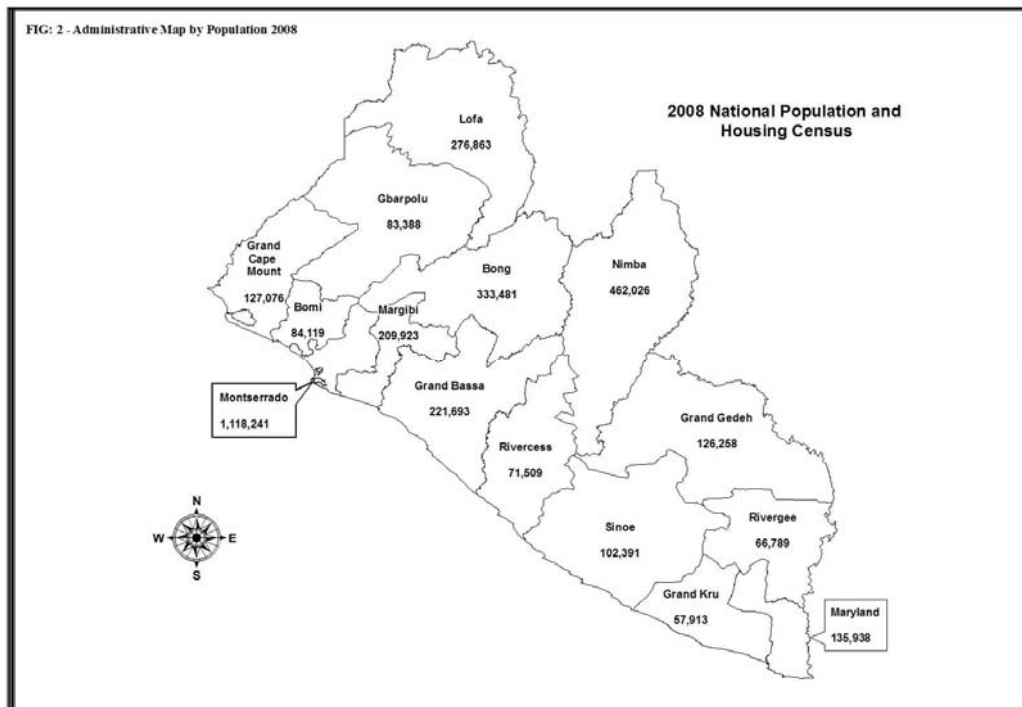 FIG: 2 - Administrative Map by Population 2008
2008 National Population and
Housing Census
Lofa
276,863
Gbarpolu
83,388
Grand
Cape
Mount
127,076
Bomi
84,119
Margibi
209,923
Bong
333,481
Nimba
462,026
Montserrado
1,118,241
Grand Bassa
221,693
Rivercess
71,509
Grand Gedeh
126,258
Sinoe
102,391
Rivergee
66,789
Grand Kru
57,913
Maryland
135,938
N
W
E
S